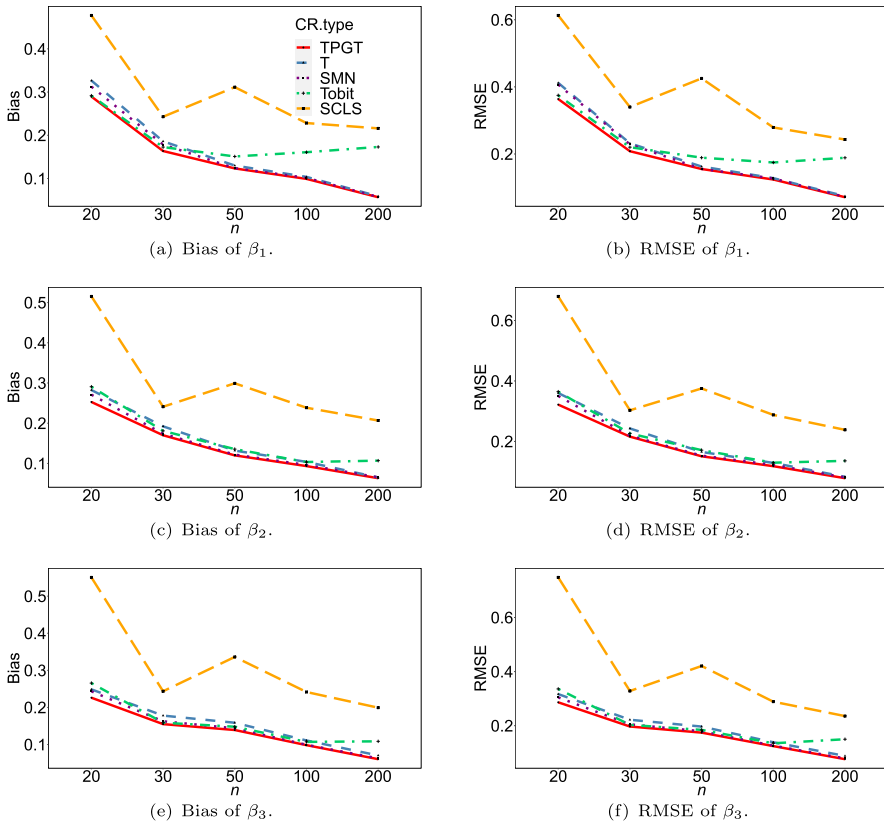 CR.type
TPGT
T
SMN
Tobit
SCLS
Bias
0.4
0.3
0.2
0.1
20 30 50 100 200
n
(a) Bias of β₁.
RMSE
0.6
0.4
0.2
20 30 50 100 200
n
(b) RMSE of β₁.
Bias
0.5
0.4
0.3
0.2
0.1
20 30 50 100 200
n
(c) Bias of β₂.
RMSE
0.6
0.4
0.2
20 30 50 100 200
n
(d) RMSE of β₂.
Bias
0.5
0.4
0.3
0.2
0.1
20 30 50 100 200
n
(e) Bias of β₃.
RMSE
0.6
0.4
0.2
20 30 50 100 200
n
(f) RMSE of β₃.